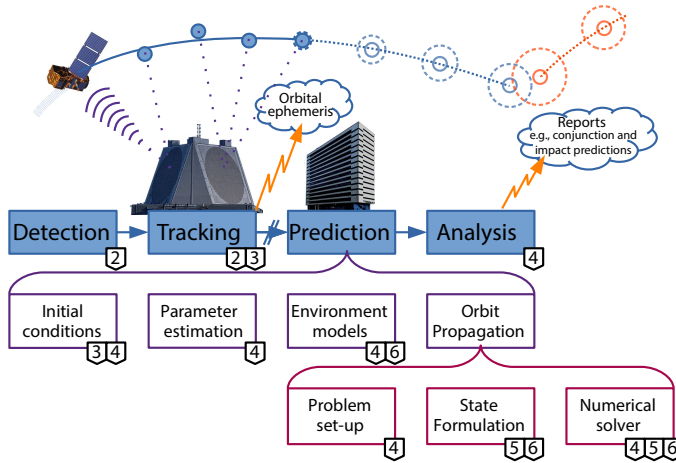 Orbital
ephemeris
Reports
e.g., conjunction and
impact predictions
Detection
2
Tracking
2 3
Prediction
Analysis
4
Initial
conditions
3 4
Parameter
estimation
4
Environment
models
4 6
Orbit
Propagation
Problem
set-up
4
State
Formulation
5 6
Numerical
solver
4 5 6